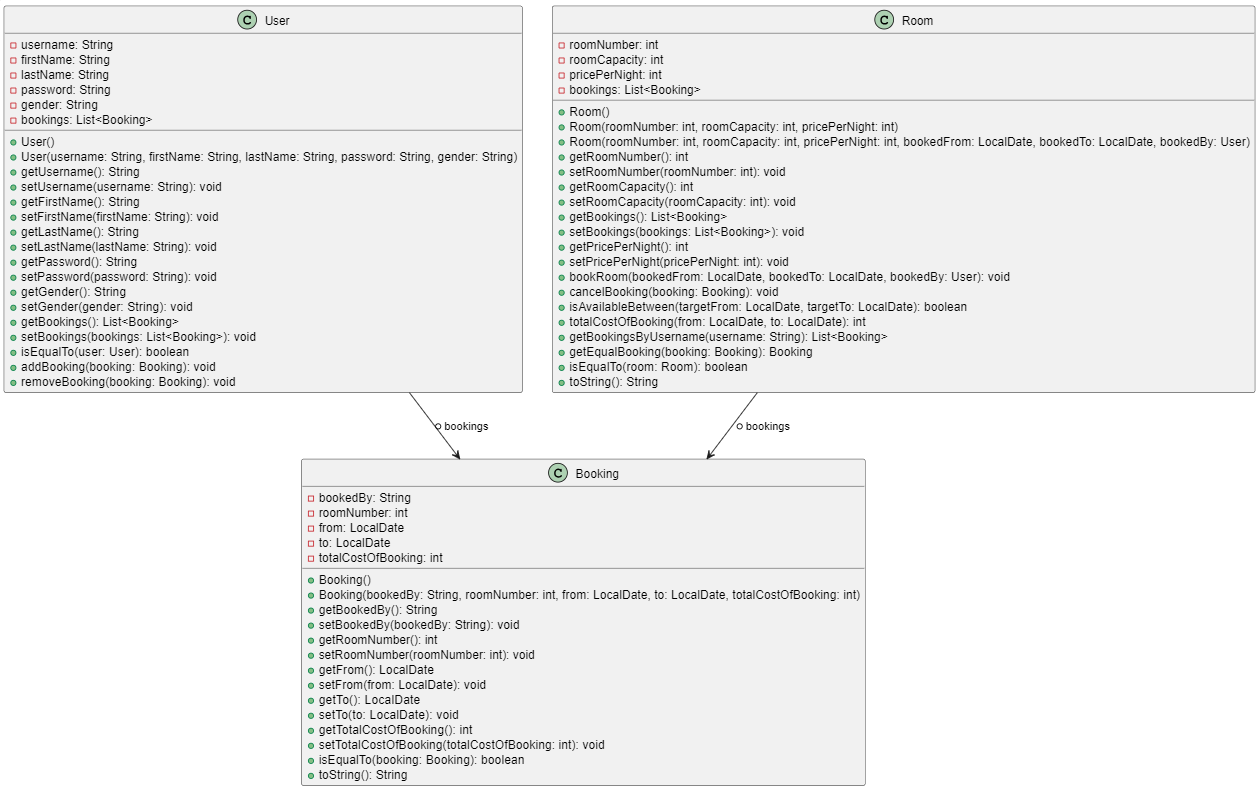 C User
username: String
firstName: String
lastName: String
password: String
gender: String
bookings: List<Booking>
User()
User(username: String, firstName: String, lastName: String, password: String, gender: String)
getUsername(): String
setUsername(username: String): void
getFirstName(): String
setFirstName(firstName: String): void
getLastName(): String
setLastName(lastName: String): void
getPassword(): String
setPassword(password: String): void
getGender(): String
setGender(gender: String): void
getBookings(): List<Booking>
setBookings(bookings: List<Booking>): void
isEqualTo(user: User): boolean
addBooking(booking: Booking): void
removeBooking(booking: Booking): void
C Room
roomNumber: int
roomCapacity: int
pricePerNight: int
bookings: List<Booking>
Room()
Room(roomNumber: int, roomCapacity: int, pricePerNight: int)
Room(roomNumber: int, roomCapacity: int, pricePerNight: int, bookedFrom: LocalDate, bookedTo: LocalDate, bookedBy: User)
getRoomNumber(): int
setRoomNumber(roomNumber: int): void
getRoomCapacity(): int
setRoomCapacity(roomCapacity: int): void
getBookings(): List<Booking>
setBookings(bookings: List<Booking>): void
getPricePerNight(): int
setPricePerNight(pricePerNight: int): void
bookRoom(bookedFrom: LocalDate, bookedTo: LocalDate, bookedBy: User): void
cancelBooking(booking: Booking): void
isAvailableBetween(targetFrom: LocalDate, targetTo: LocalDate): boolean
totalCostOfBooking(from: LocalDate, to: LocalDate): int
getBookingsByUsername(username: String): List<Booking>
getEqualBooking(booking: Booking): Booking
isEqualTo(room: Room): boolean
toString(): String
bookings
bookings
C Booking
bookedBy: String
roomNumber: int
from: LocalDate
to: LocalDate
totalCostOfBooking: int
Booking()
Booking(bookedBy: String, roomNumber: int, from: LocalDate, to: LocalDate, totalCostOfBooking: int)
getBookedBy(): String
setBookedBy(bookedBy: String): void
getRoomNumber(): int
setRoomNumber(roomNumber: int): void
getFrom(): LocalDate
setFrom(from: LocalDate): void
getTo(): LocalDate
setTo(to: LocalDate): void
getTotalCostOfBooking(): int
setTotalCostOfBooking(totalCostOfBooking: int): void
isEqualTo(booking: Booking): boolean
toString(): String